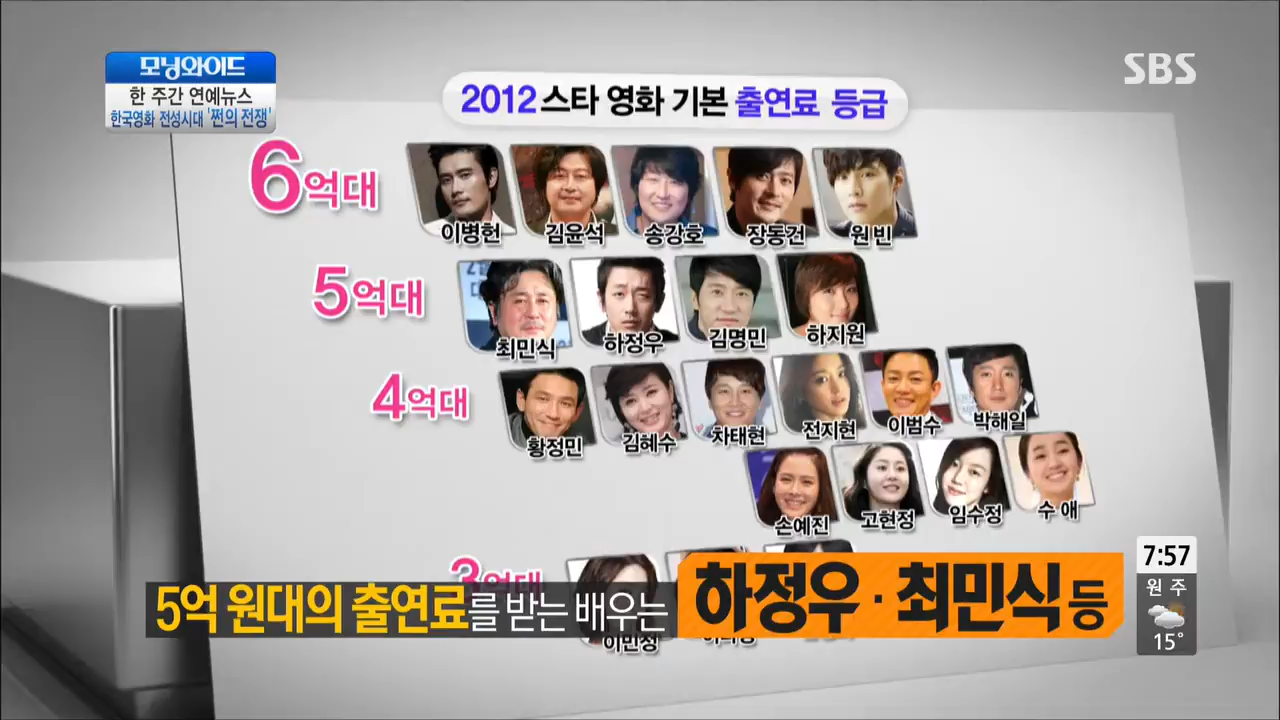 모닝와이드
한 주간 연예뉴스
한국영화 전성시대 '쩐의 전쟁'
SBS
2012 스타 영화 기본 출연료 등급
6억대
이병헌 김윤석 송강호 장동건 원빈
5억대
최민식 하정우 김명민 하지원
4억대
황정민 김혜수 차태현 전지현 이범수 박해일
손예진 고현정 임수정 수애
3억대
이민정
5억 원대의 출연료를 받는 배우는 하정우·최민식 등
7:57
원주
15°